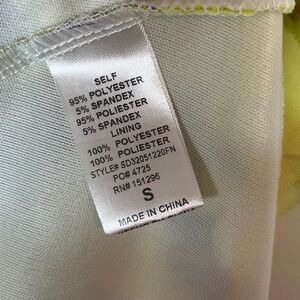 SELF
95% POLYESTER
5% SPANDEX
95% POLIESTER
5% SPANDEX
LINING
100% POLYESTER
100% POLIESTER
STYLE# SD32051220FN
PO# 4725
RN# 151296
S
MADE IN CHINA